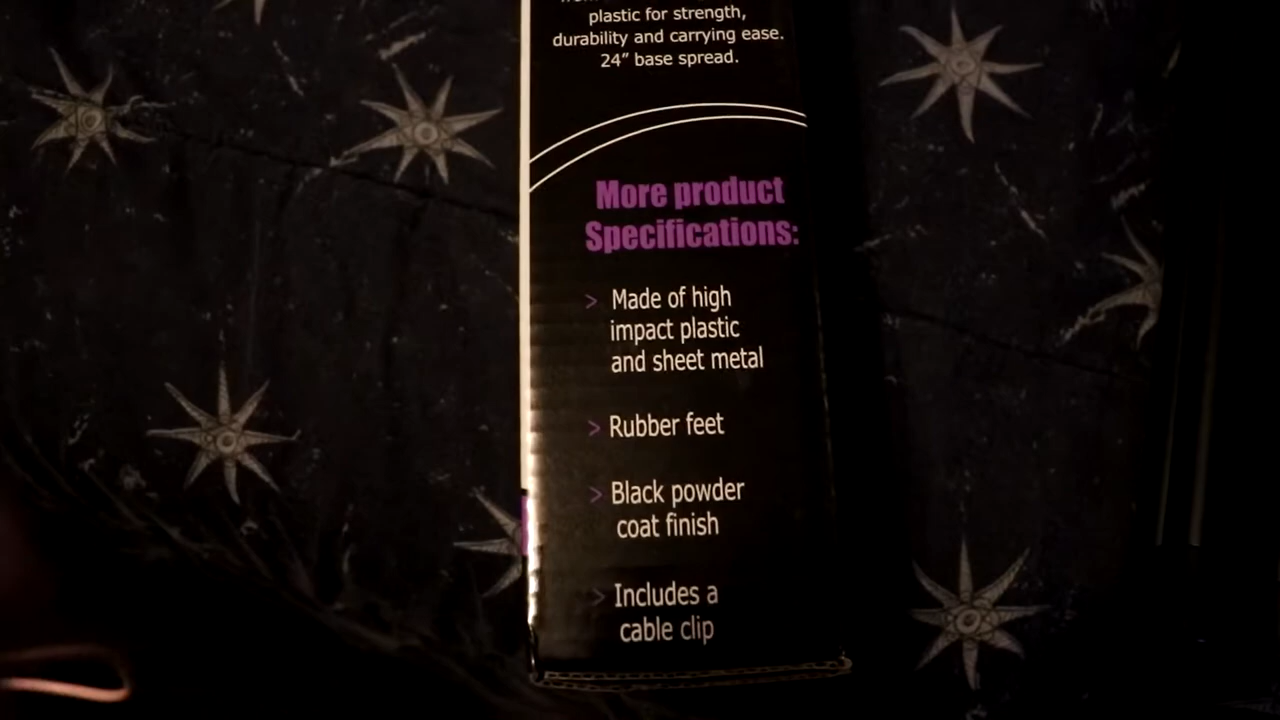 plastic for strength,
durability and carrying ease.
24” base spread.
More product
Specifications:
> Made of high
impact plastic
and sheet metal
> Rubber feet
> Black powder
coat finish
> Includes a
cable clip